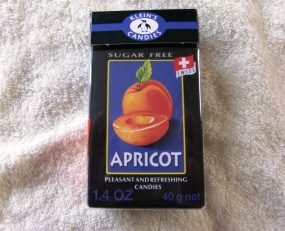 KLEIN'S
CANDIES
SUGAR FREE
SWISS
APRICOT
PLEASANT AND REFRESHING
CANDIES
1.4 OZ 40 g net